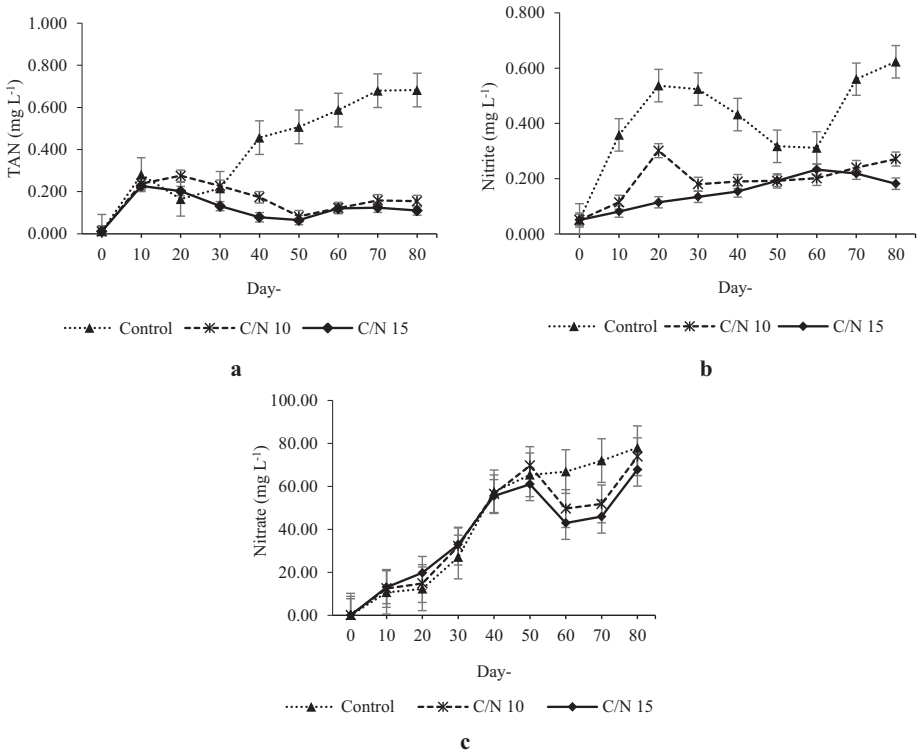 1.000
0.800
0.600
0.400
0.200
0.000
TAN (mg L-1)
0 10 20 30 40 50 60 70 80
Day-
Control C/N 10 C/N 15
a
0.800
0.600
0.400
0.200
0.000
Nitrite (mg L-1)
0 10 20 30 40 50 60 70 80
Day-
Control C/N 10 C/N 15
b
100.00
80.00
60.00
40.00
20.00
0.00
Nitrate (mg L-1)
0 10 20 30 40 50 60 70 80
Day-
Control C/N 10 C/N 15
c